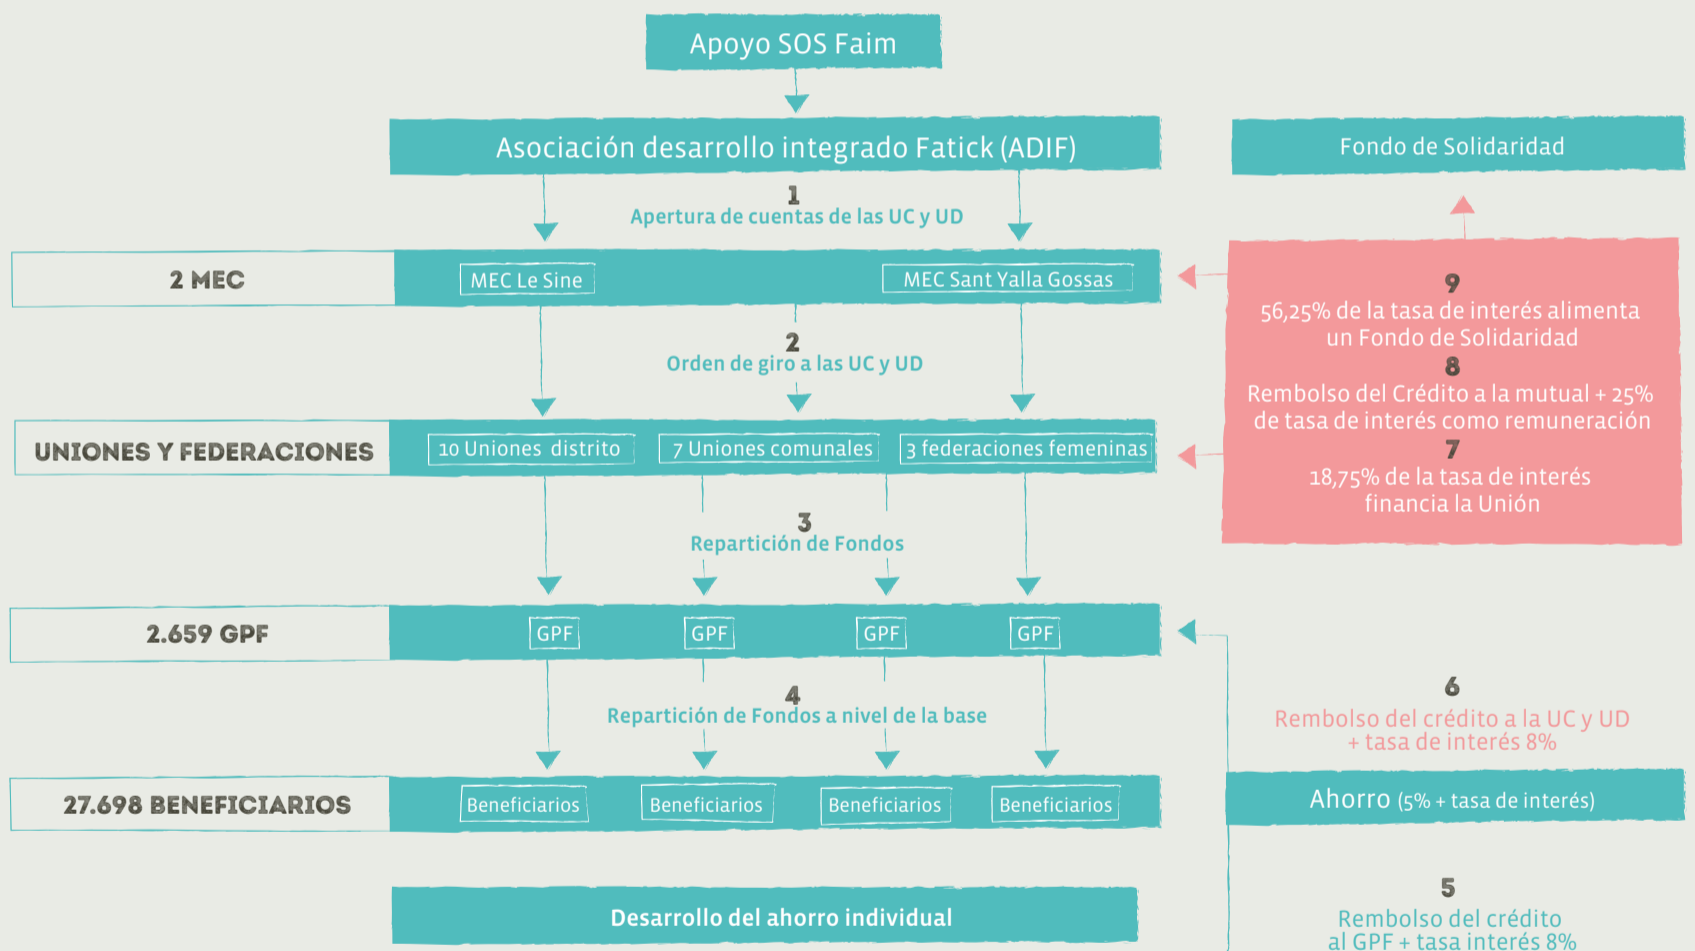 Apoyo SOS Faim
Asociación desarrollo integrado Fatick (ADIF)
Fondo de Solidaridad
1
Apertura de cuentas de las UC y UD
2 MEC
MEC Le Sine
MEC Sant Yalla Gossas
2
Orden de giro a las UC y UD
UNIONES Y FEDERACIONES
10 Uniones distrito
7 Uniones comunales
3 federaciones femeninas
9
56,25% de la tasa de interés alimenta
un Fondo de Solidaridad
8
Rembolso del Crédito a la mutual + 25%
de tasa de interés como remuneración
7
18,75% de la tasa de interés
financia la Unión
3
Repartición de Fondos
2.659 GPF
GPF
GPF
GPF
GPF
4
Repartición de Fondos a nivel de la base
6
Rembolso del crédito a la UC y UD
+ tasa de interés 8%
27.698 BENEFICIARIOS
Beneficiarios
Beneficiarios
Beneficiarios
Beneficiarios
Ahorro (5% + tasa de interés)
Desarrollo del ahorro individual
5
Rembolso del crédito
al GPF + tasa interés 8%